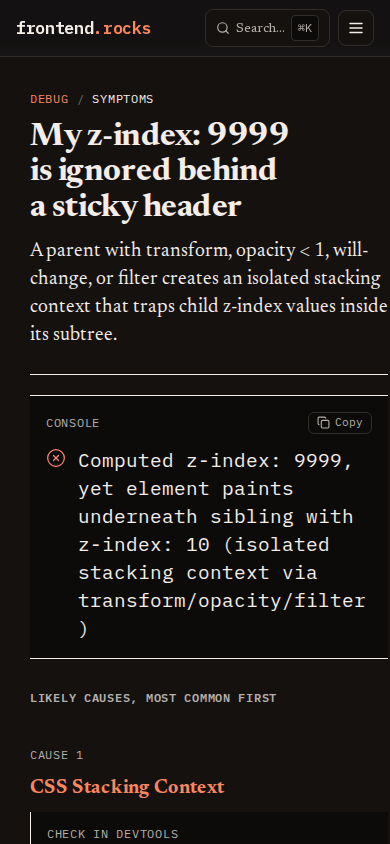 frontend.rocks Search... ⌘K
DEBUG / SYMPTOMS
My z-index: 9999
is ignored behind
a sticky header
A parent with transform, opacity < 1, will-
change, or filter creates an isolated stacking
context that traps child z-index values inside
its subtree.
CONSOLE Copy
Computed z-index: 9999,
yet element paints
underneath sibling with
z-index: 10 (isolated
stacking context via
transform/opacity/filter
)
LIKELY CAUSES, MOST COMMON FIRST
CAUSE 1
CSS Stacking Context
CHECK IN DEVTOOLS